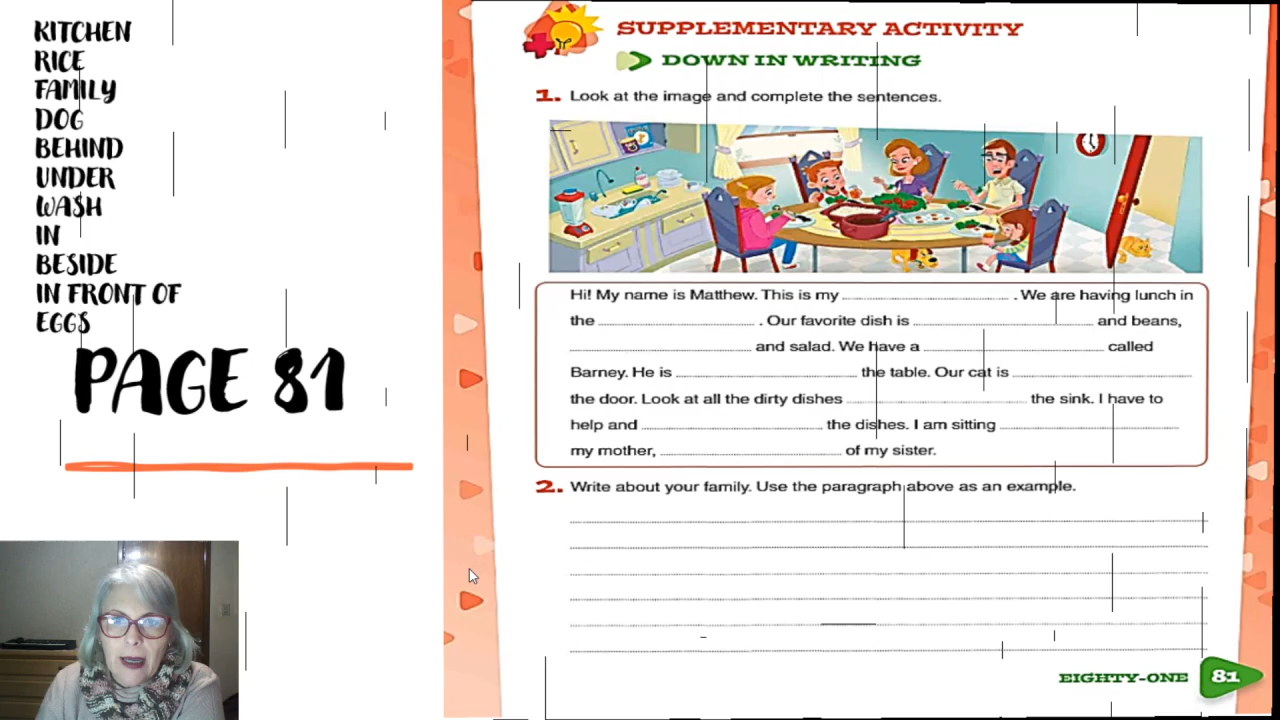 KITCHEN
RICE
FAMILY
DOG
BEHIND
UNDER
WASH
IN
BESIDE
IN FRONT OF
EGGS
PAGE 81
SUPPLEMENTARY ACTIVITY
DOWN IN WRITING
1. Look at the image and complete the sentences.
Hi! My name is Matthew. This is my . We are having lunch in
the . Our favorite dish is and beans,
and salad. We have a called
Barney. He is the table. Our cat is
the door. Look at all the dirty dishes the sink. I have to
help and the dishes. I am sitting
my mother, of my sister.
2. Write about your family. Use the paragraph above as an example.
EIGHTY-ONE 81